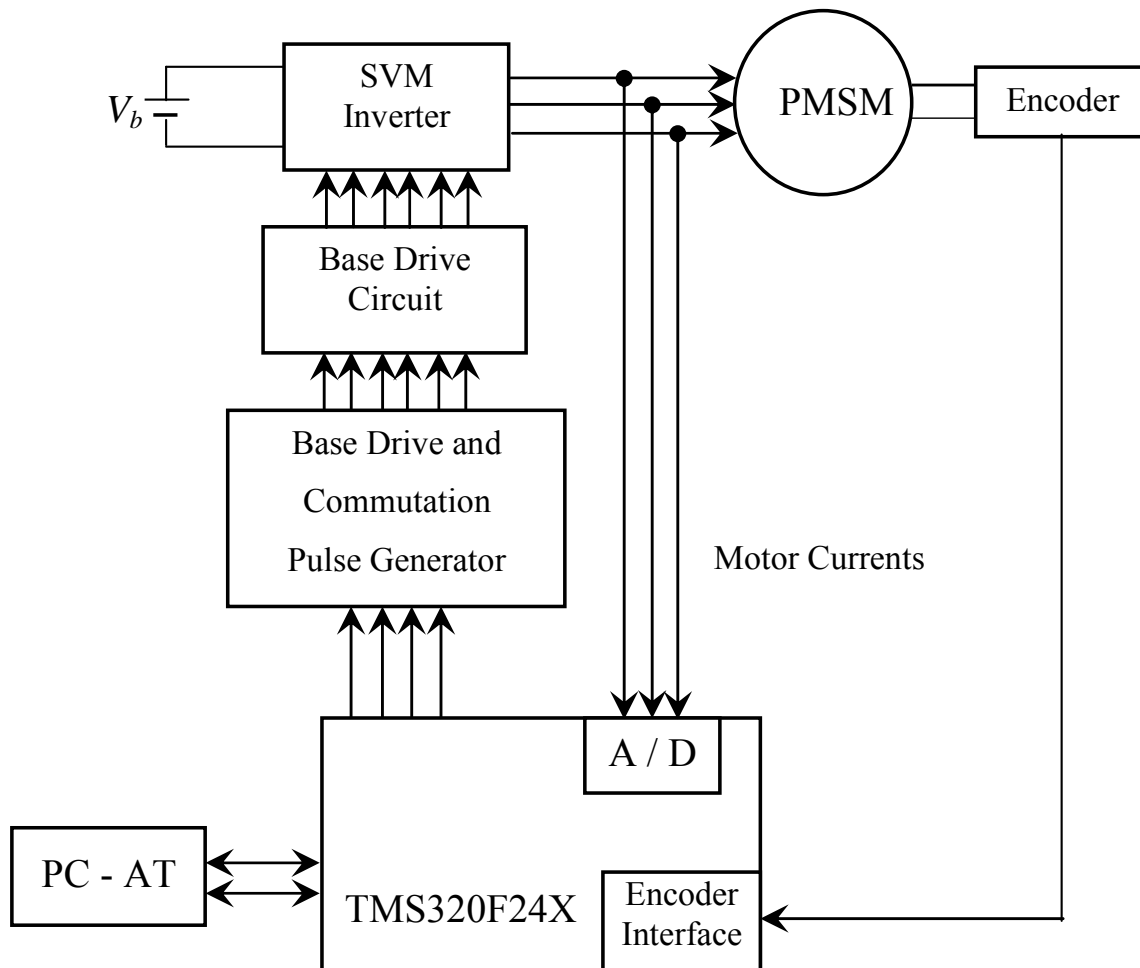 SVM
Inverter
V_b
PMSM
Encoder
Base Drive
Circuit
Base Drive and
Commutation
Pulse Generator
Motor Currents
A / D
PC - AT
TMS320F24X
Encoder
Interface